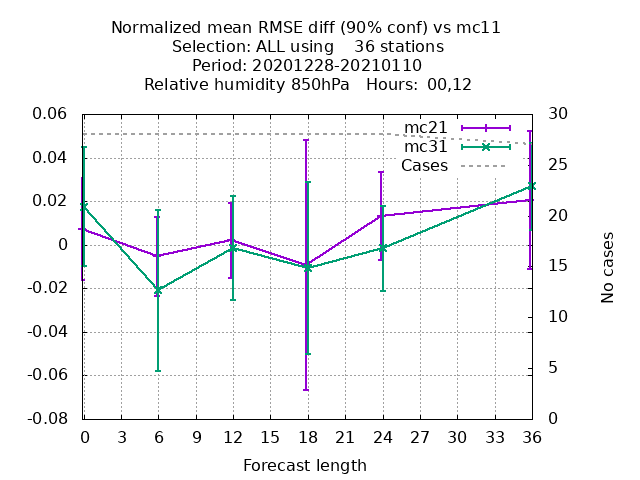 Normalized mean RMSE diff (90% conf) vs mc11
Selection: ALL using    36 stations
Period: 20201228-20210110
Relative humidity 850hPa   Hours: 00,12
mc21
mc31
Cases
0.06
0.04
0.02
0
-0.02
-0.04
-0.06
-0.08
30
25
20
15
10
5
0
No cases
0 3 6 9 12 15 18 21 24 27 30 33 36
Forecast length